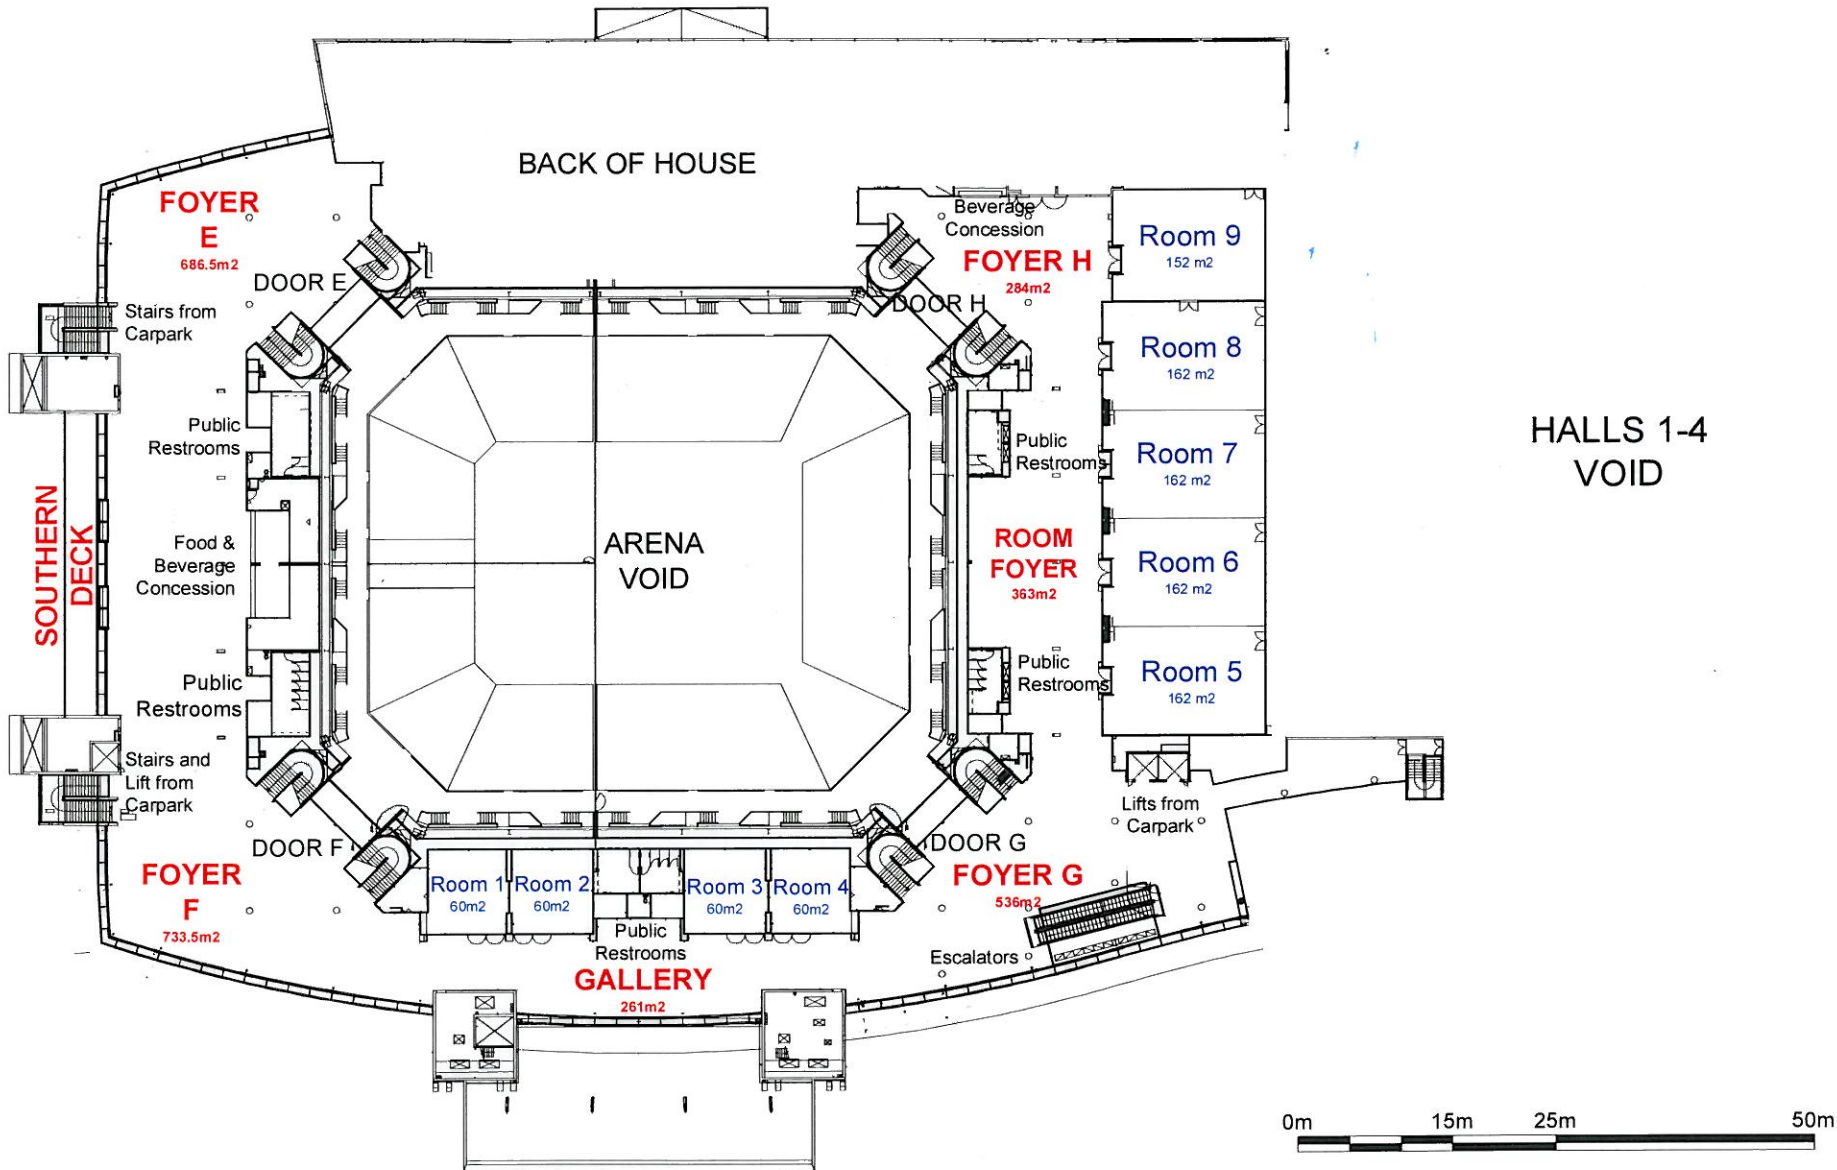 BACK OF HOUSE
FOYER
E
686.5m2
DOOR E
Stairs from
Carpark
Beverage
Concession
FOYER H
284m2
DOOR H
Room 9
152 m2
Room 8
162 m2
Room 7
162 m2
Room 6
162 m2
Room 5
162 m2
HALLS 1-4
VOID
Public
Restrooms
Public
Restrooms
SOUTHERN
DECK
Food &
Beverage
Concession
ARENA
VOID
ROOM
FOYER
363m2
Public
Restrooms
Public
Restrooms
Stairs and
Lift from
Carpark
Lifts from
Carpark
DOOR F
DOOR G
FOYER
F
733.5m2
Room 1
60m2
Room 2
60m2
Room 3
60m2
Room 4
60m2
FOYER G
536m2
Public
Restrooms
Escalators
GALLERY
261m2
0m 15m 25m 50m